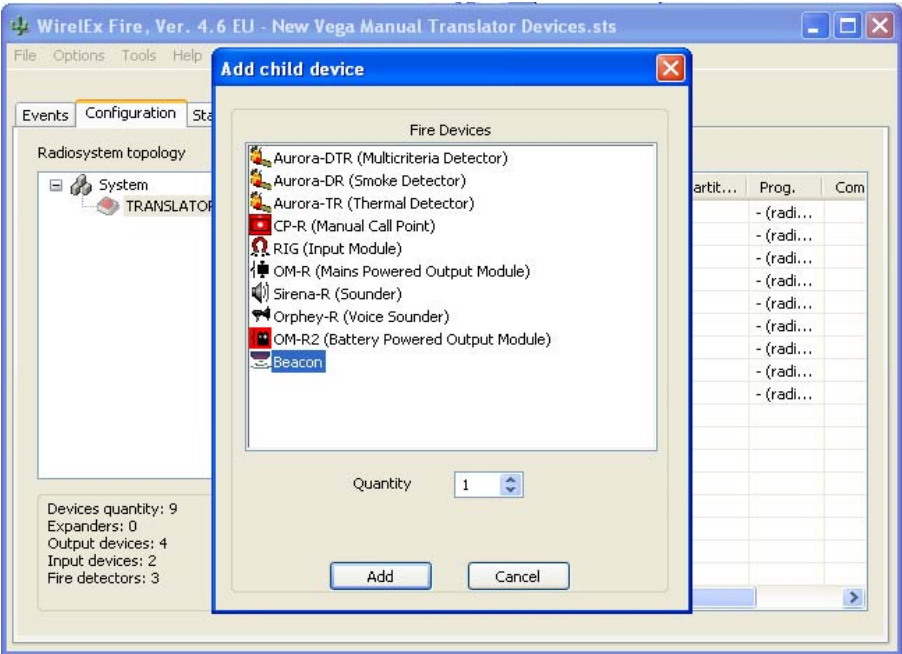 WirelEx Fire, Ver. 4.6 EU - New Vega Manual Translator Devices.sts
File Options Tools Help
Add child device
Events Configuration Sta
Radiosystem topology
System
TRANSLATOR
Fire Devices
Aurora-DTR (Multicriteria Detector)
Aurora-DR (Smoke Detector)
Aurora-TR (Thermal Detector)
CP-R (Manual Call Point)
RIG (Input Module)
OM-R (Mains Powered Output Module)
Sirena-R (Sounder)
Orphey-R (Voice Sounder)
OM-R2 (Battery Powered Output Module)
Beacon
artit... Prog. Com
- (radi...
- (radi...
- (radi...
- (radi...
- (radi...
- (radi...
- (radi...
- (radi...
- (radi...
Quantity 1
Devices quantity: 9
Expanders: 0
Output devices: 4
Input devices: 2
Fire detectors: 3
Add Cancel